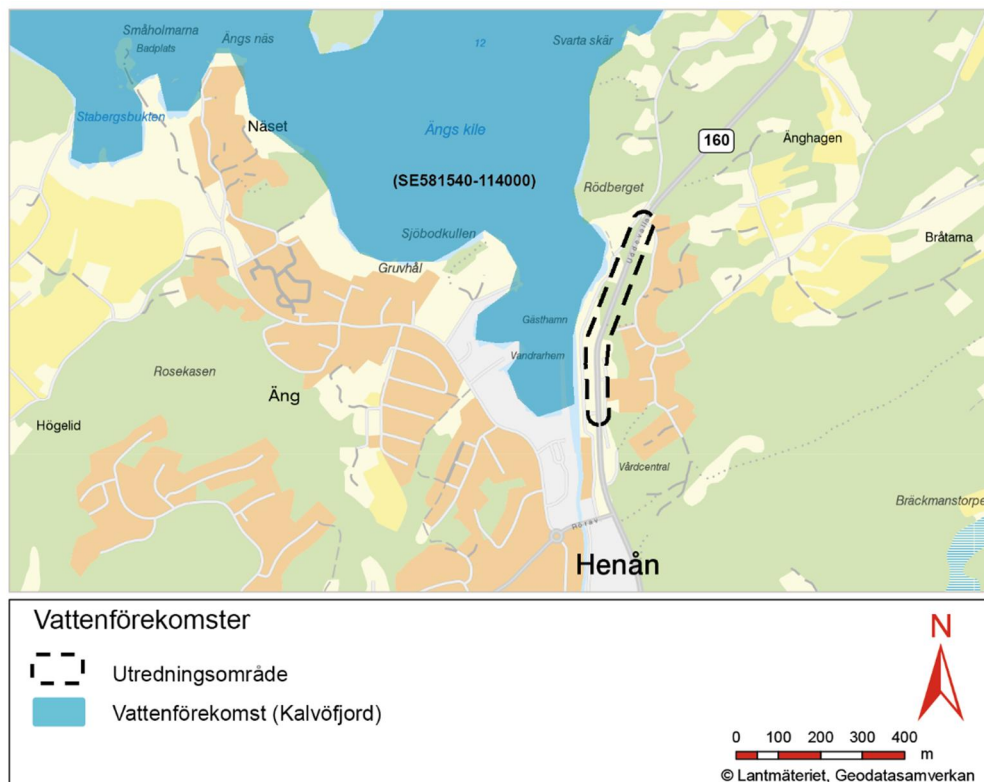 Småholmarna
Badplats
Ängs näs
12
Svarta skär
Stabergsbukten
Näset
Ängs kile
160
Änghagen
(SE581540-114000)
Rödberget
Bråtarna
Sjöbodkullen
Gruvhål
Gästhamn
Vandrarhem
Rosekasen
Äng
Högelid
Vårdcentral
Bräckmanstorpe
Henån
Vattenförekomster
Utredningsområde
Vattenförekomst (Kalvöfjord)
N
0 100 200 300 400
m
© Lantmäteriet, Geodatasamverkan